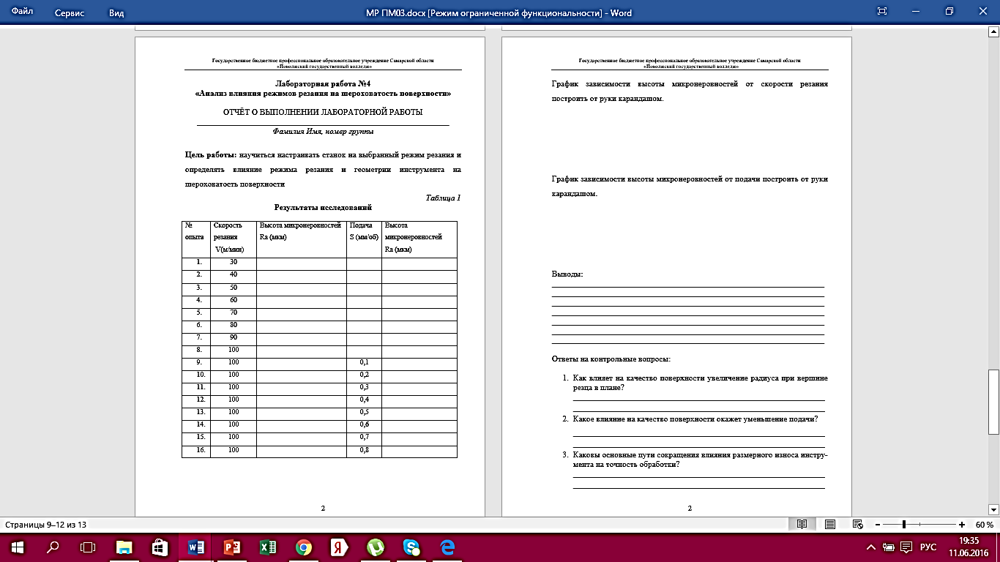 Файл Сервис Вид МР ПМ03.docx [Режим ограниченной функциональности] - Word
Государственное бюджетное профессиональное образовательное учреждение Самарской области
«Поволжский государственный колледж»
Лабораторная работа №4
«Анализ влияния режимов резания на шероховатость поверхности»
ОТЧЁТ О ВЫПОЛНЕНИИ ЛАБОРАТОРНОЙ РАБОТЫ
Фамилия Имя, номер группы
Цель работы: научиться настраивать станок на выбранный режим резания и
определять влияние режима резания и геометрии инструмента на
шероховатость поверхности
Таблица 1
Результаты исследований
№ Скорость Высота микронеровностей Подача Высота
опыта резания Ra (мкм) S (мм/об) микронеровностей
V(м/мин) Ra (мкм)
1. 30
2. 40
3. 50
4. 60
5. 70
6. 80
7. 90
8. 100
9. 100 0,1
10. 100 0,2
11. 100 0,3
12. 100 0,4
13. 100 0,5
14. 100 0,6
15. 100 0,7
16. 100 0,8
2
Государственное бюджетное профессиональное образовательное учреждение Самарской области
«Поволжский государственный колледж»
График зависимости высоты микронеровностей от скорости резания
построить от руки карандашом.
График зависимости высоты микронеровностей от подачи построить от руки
карандашом.
Выводы:
Ответы на контрольные вопросы:
1. Как влияет на качество поверхности увеличение радиуса при вершине
резца в плане?
2. Какое влияние на качество поверхности окажет уменьшение подачи?
3. Каковы основные пути сокращения влияния размерного износа инстру-
мента на точность обработки?
2
Страницы 9–12 из 13 60 %
РУС 19:35
11.06.2016